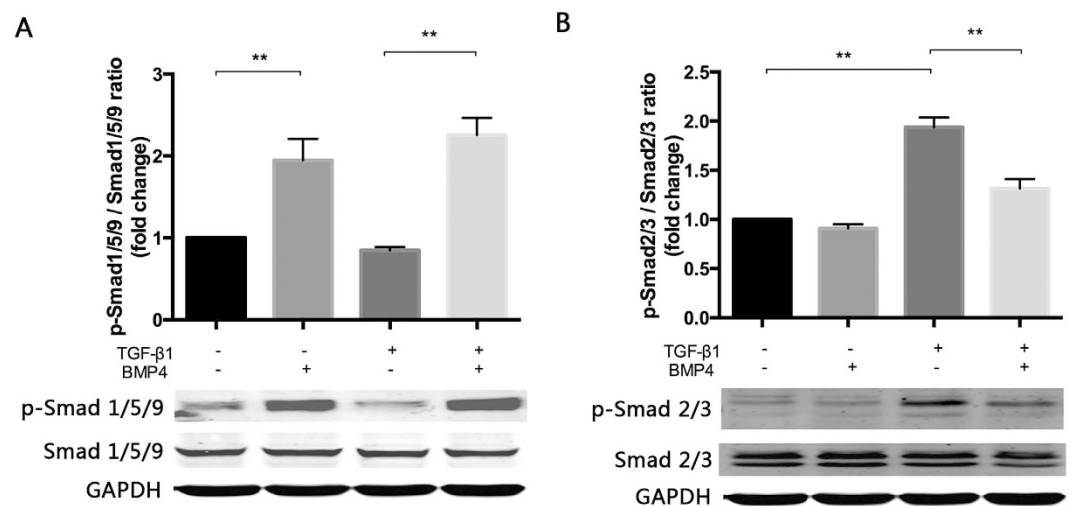 A
p-Smad1/5/9 / Smad1/5/9 ratio
(fold change)
3
2
1
0
**
**
TGF-β1 - - + +
BMP4 - + - +
p-Smad 1/5/9
Smad 1/5/9
GAPDH
B
p-Smad2/3 / Smad2/3 ratio
(fold change)
2.5
2.0
1.5
1.0
0.5
0.0
**
**
TGF-β1 - - + +
BMP4 - + - +
p-Smad 2/3
Smad 2/3
GAPDH